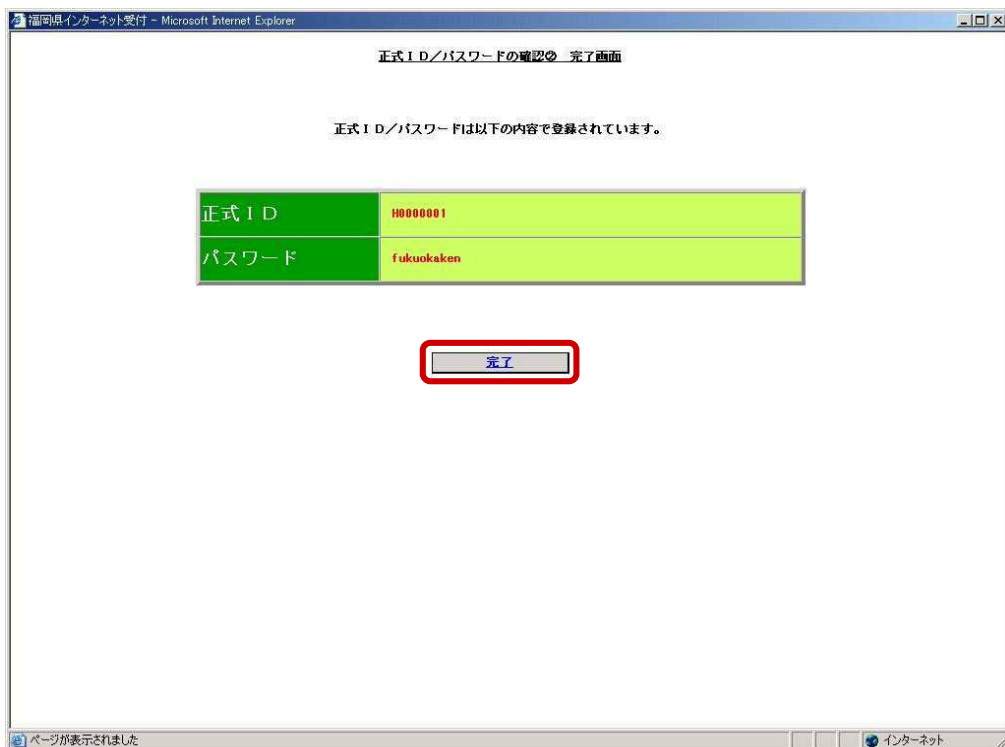 福岡県インターネット受付 - Microsoft Internet Explorer
正式ＩＤ／パスワードの確認② 完了画面
正式ＩＤ／パスワードは以下の内容で登録されています。
正式ＩＤ H0000001
パスワード fukuokaken
完了
ページが表示されました インターネット